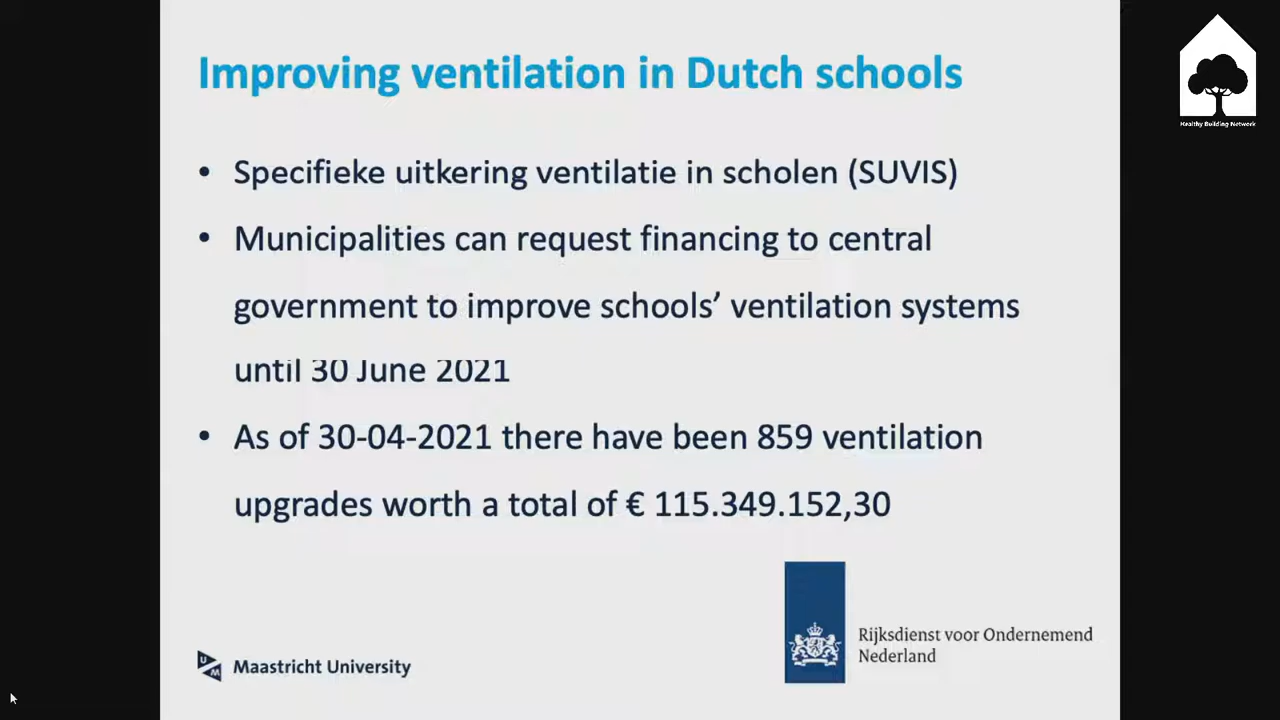 Improving ventilation in Dutch schools
Healthy Building Network
• Specifieke uitkering ventilatie in scholen (SUVIS)
• Municipalities can request financing to central
government to improve schools’ ventilation systems
until 30 June 2021
• As of 30-04-2021 there have been 859 ventilation
upgrades worth a total of € 115.349.152,30
Rijksdienst voor Ondernemend
Nederland
UM
Maastricht University